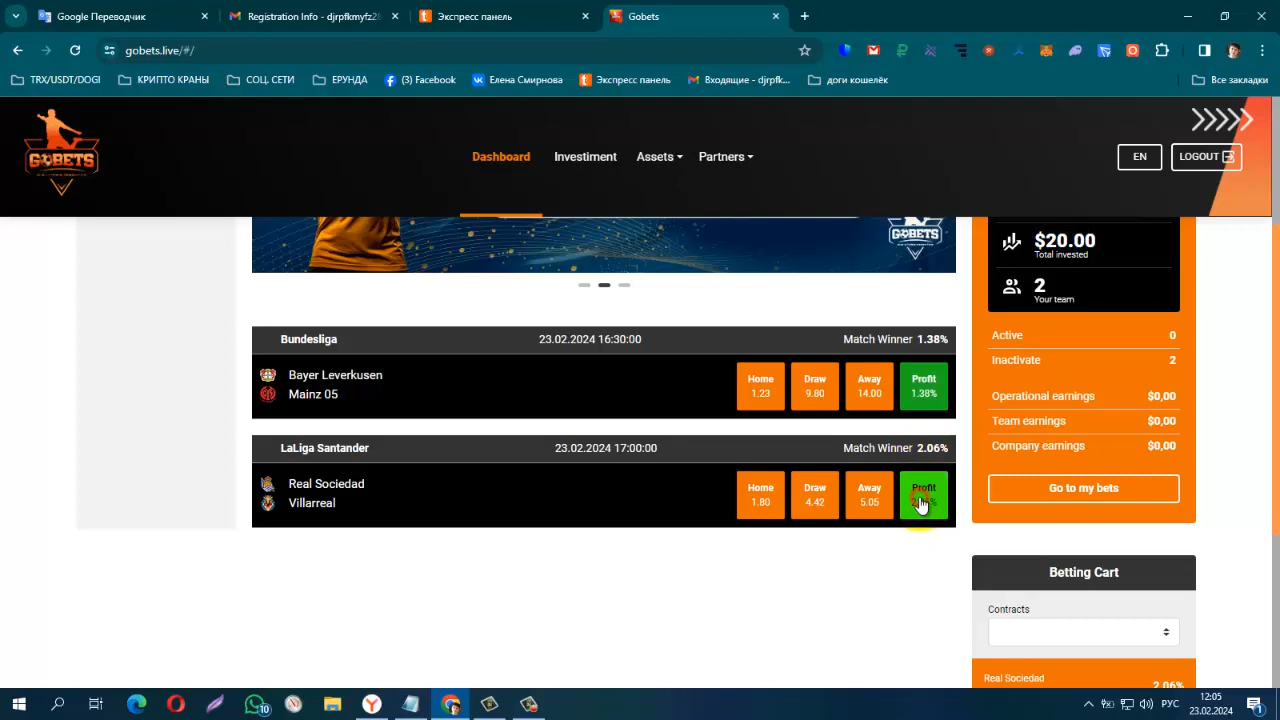 Google Переводчик
Registration Info - djrpfkmyfz28
Экспресс панель
Gobets
gobets.live/#/
TRX/USDT/DOGI
КРИПТО КРАНЫ
СОЦ. СЕТИ
ЕРУНДА
(3) Facebook
Елена Смирнова
Экспресс панель
Входящие - djrpfk...
доги кошелёк
Все закладки
GOBETS
Dashboard
Investiment
Assets
Partners
EN
LOGOUT
GOBETS
$20.00
Total invested
2
Your team
Active 0
Inactivate 2
Operational earnings $0,00
Team earnings $0,00
Company earnings $0,00
Go to my bets
Bundesliga 23.02.2024 16:30:00 Match Winner 1.38%
Bayer Leverkusen
Mainz 05
Home
1.23
Draw
9.80
Away
14.00
Profit
1.38%
LaLiga Santander 23.02.2024 17:00:00 Match Winner 2.06%
Real Sociedad
Villarreal
Home
1.80
Draw
4.42
Away
5.05
Profit
Betting Cart
Contracts
Real Sociedad
2.06%
10
РУС
12:05
23.02.2024
1